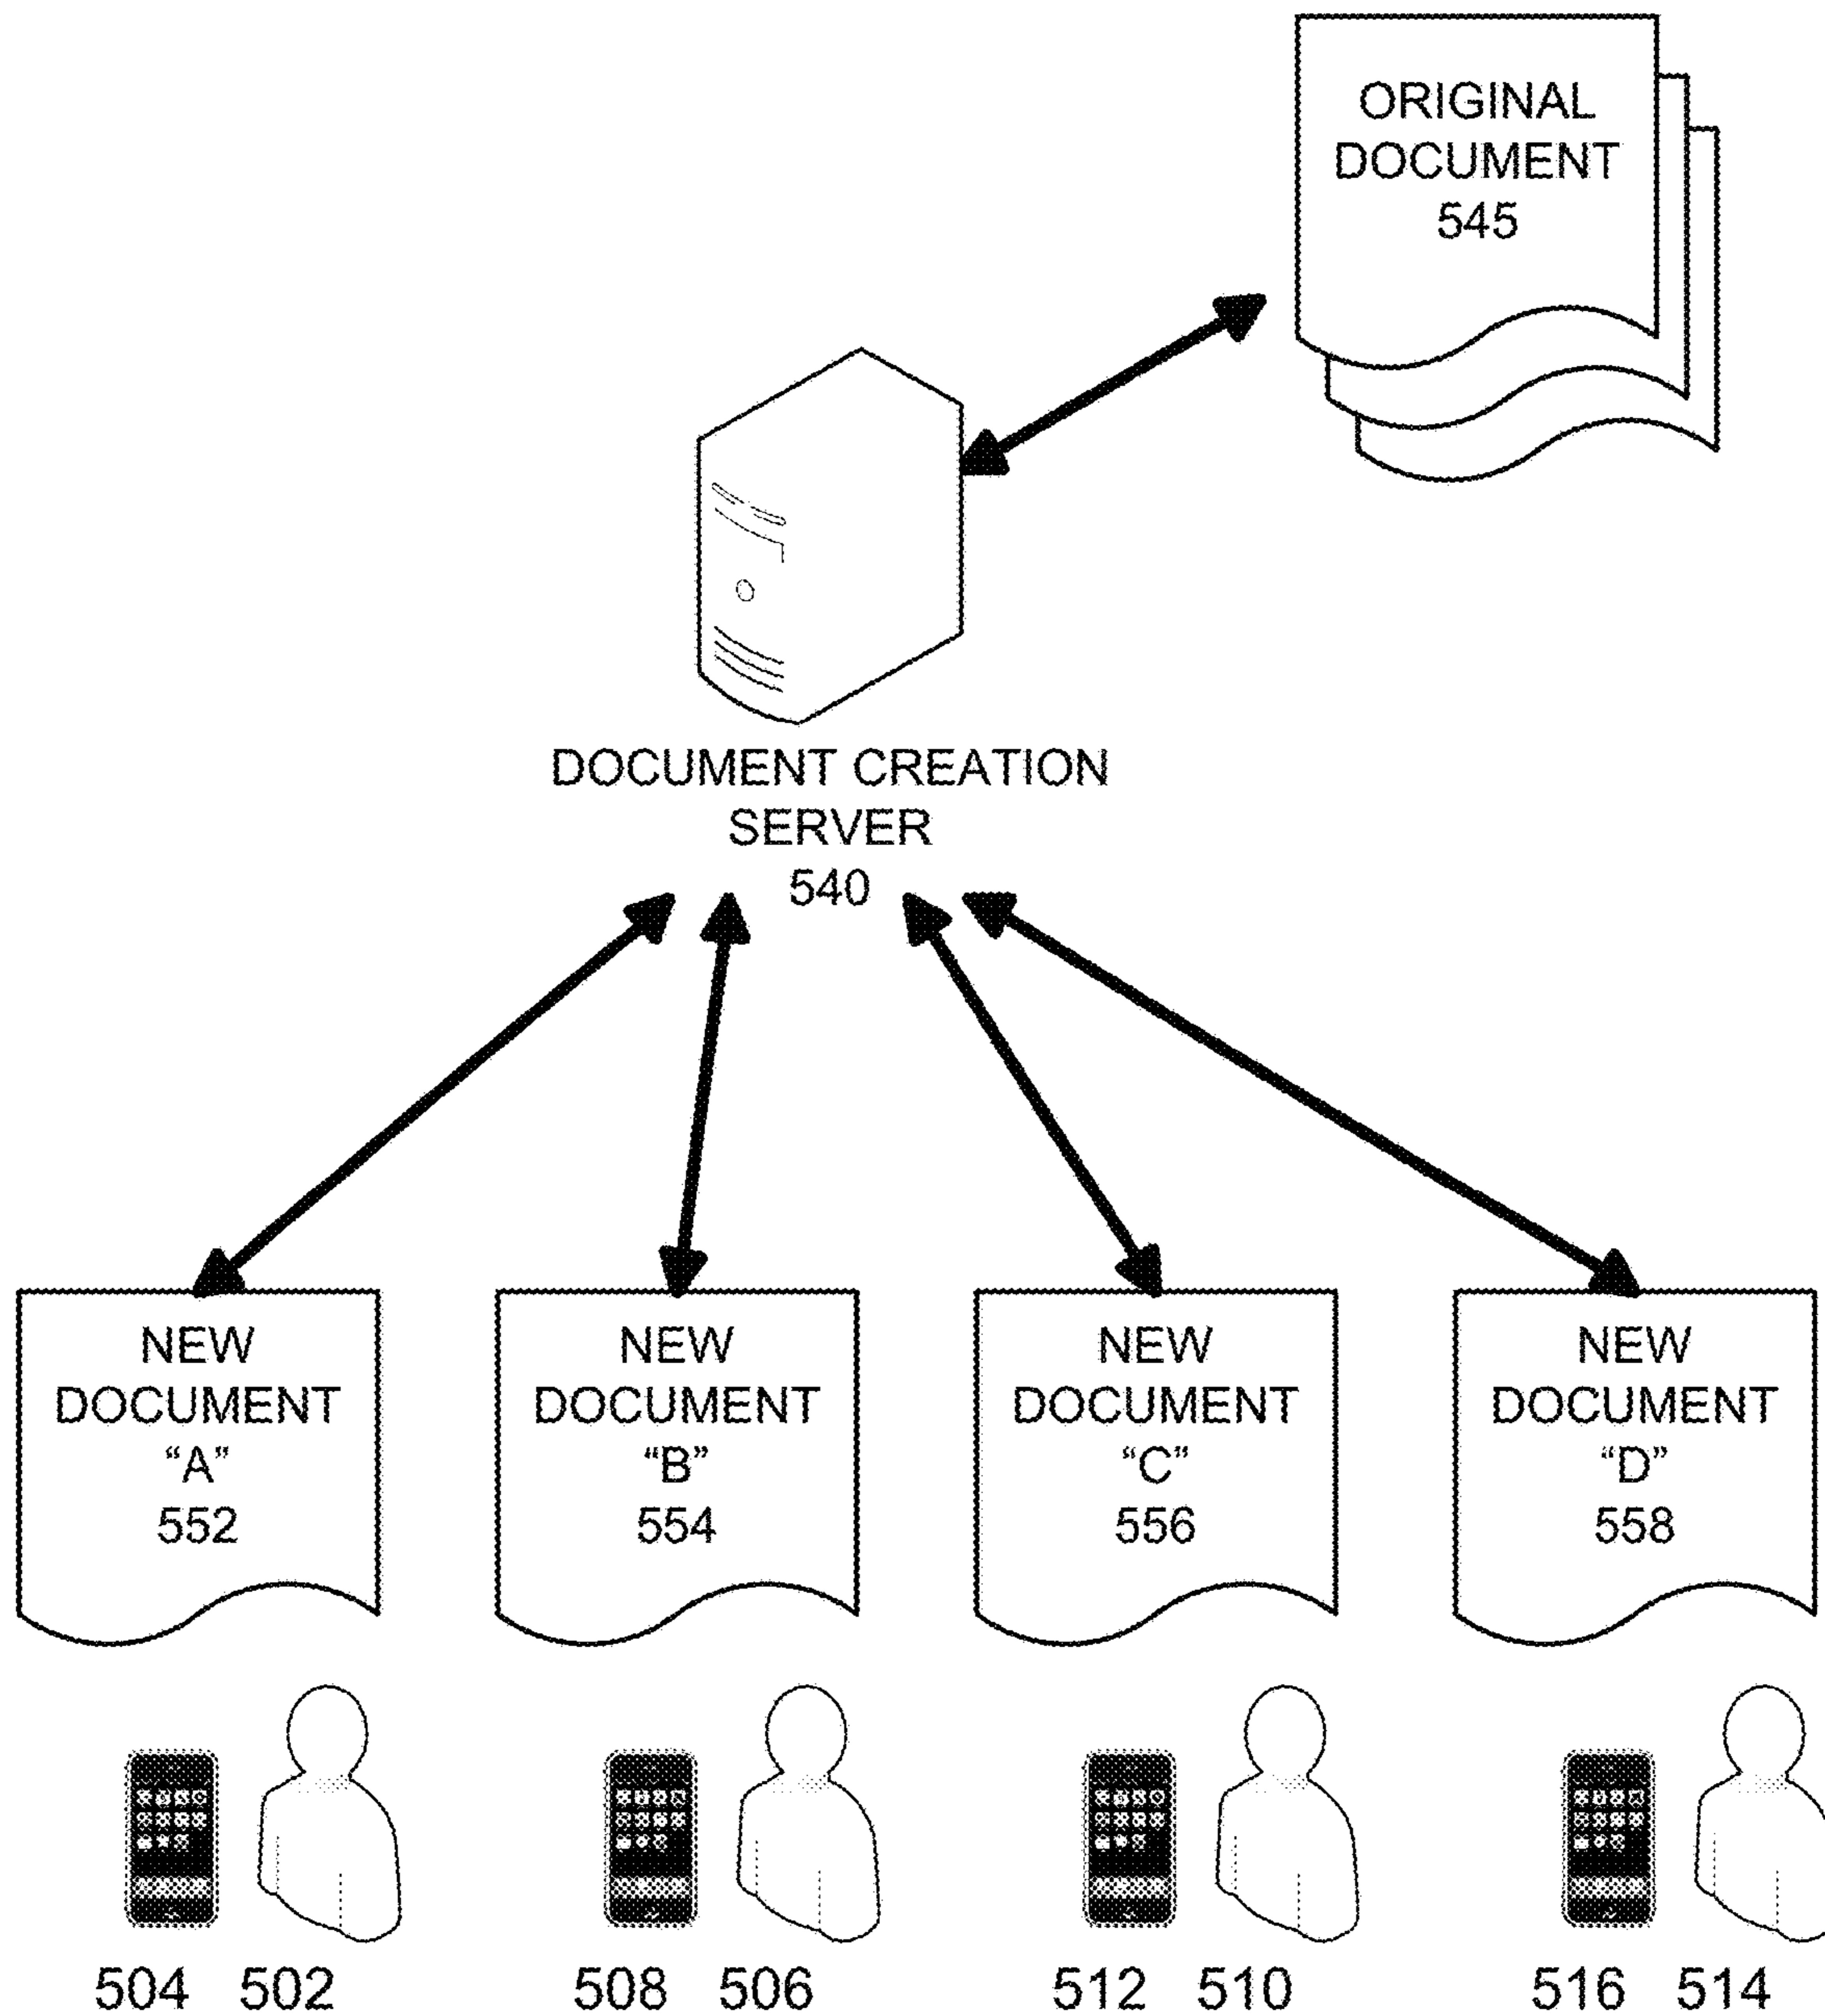 ORIGINAL
DOCUMENT
545
DOCUMENT CREATION
SERVER
540
NEW
DOCUMENT
“A”
552
NEW
DOCUMENT
“B”
554
NEW
DOCUMENT
“C”
556
NEW
DOCUMENT
“D”
558
504 502
508 506
512 510
516 514